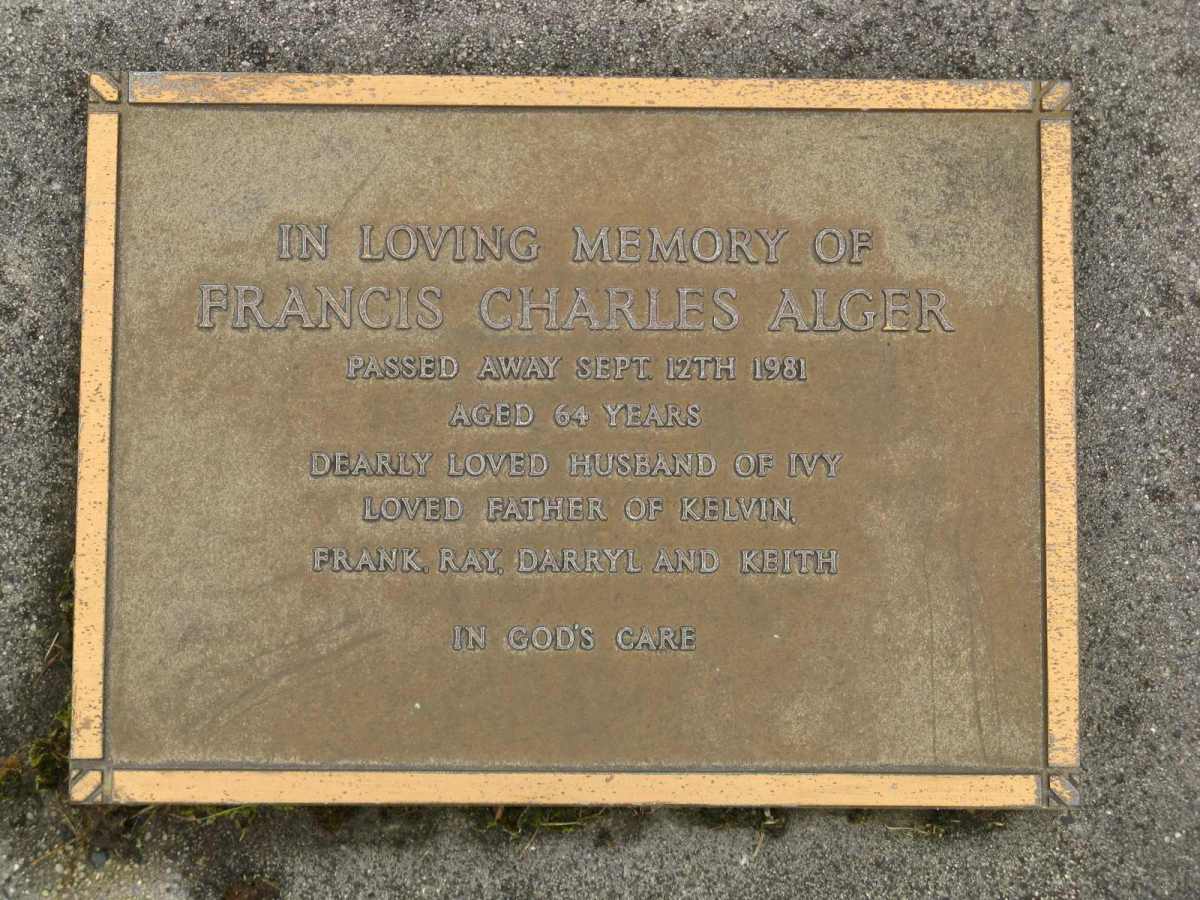 IN LOVING MEMORY OF
FRANCIS CHARLES ALGER
PASSED AWAY SEPT. 12TH 1981
AGED 64 YEARS
DEARLY LOVED HUSBAND OF IVY
LOVED FATHER OF KELVIN,
FRANK, RAY, DARRYL AND KEITH
IN GOD'S CARE